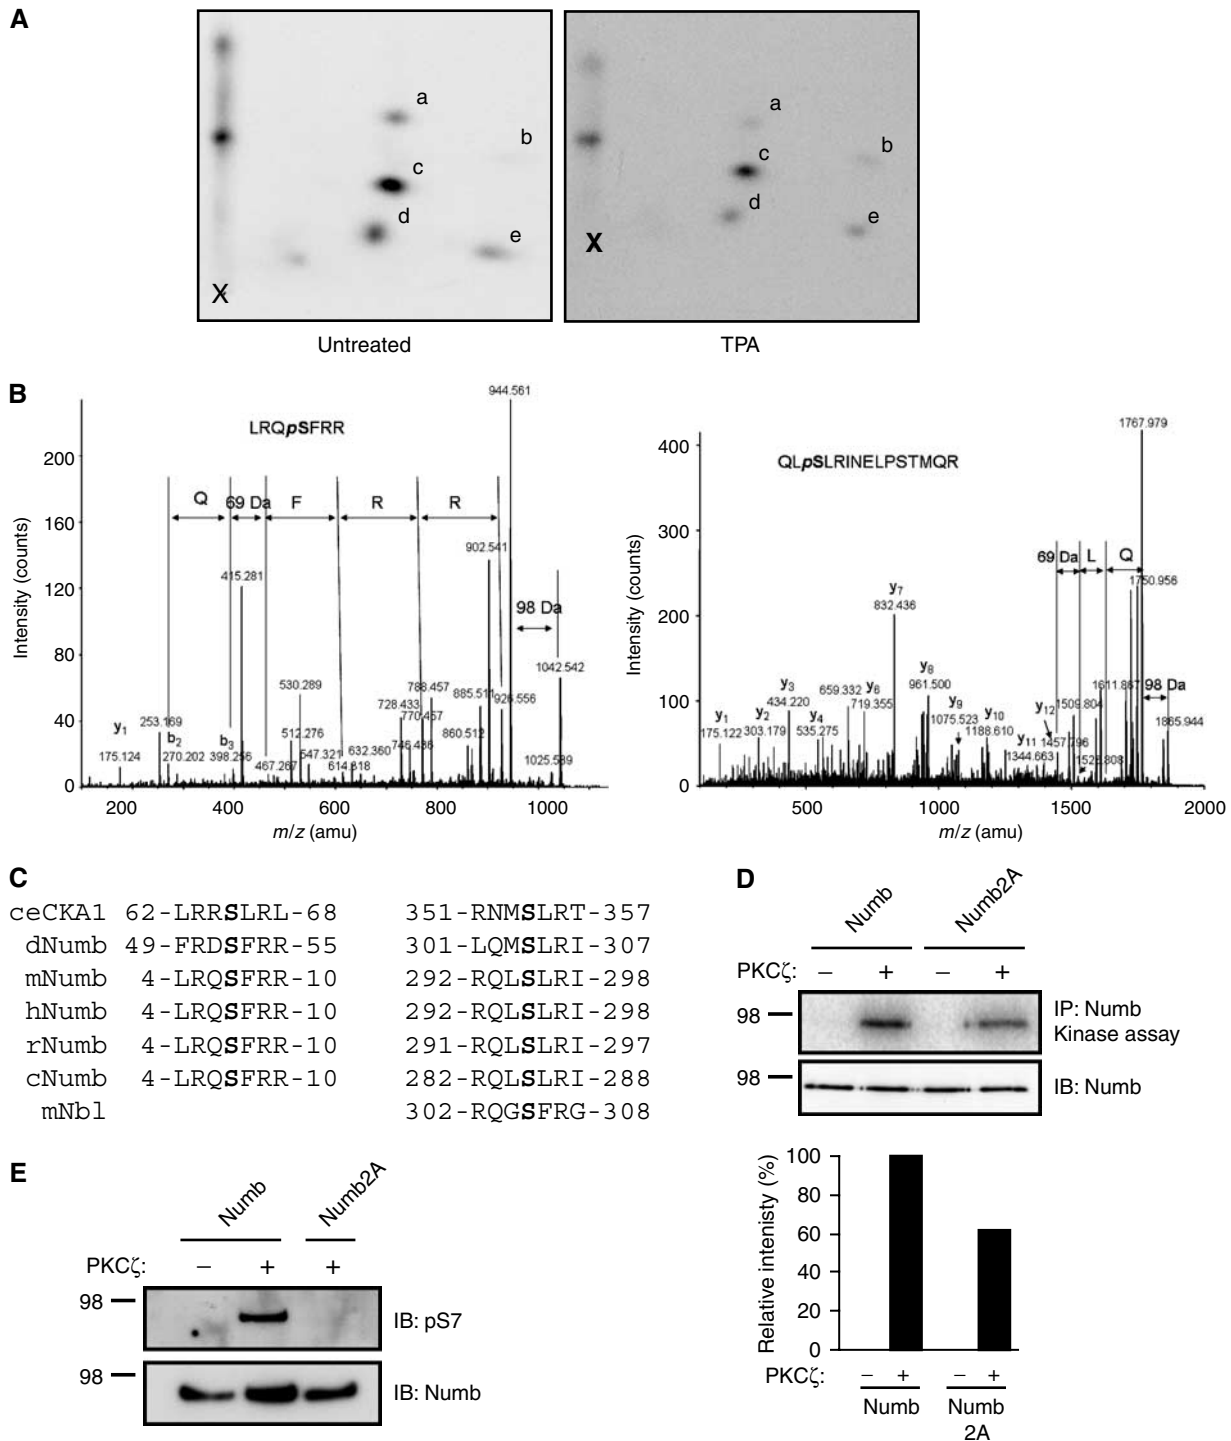 A
a
b
c
d
e
X
a
b
c
d
e
X
Untreated
TPA
B
LRQpSFRR
944.561
Q 69 Da F R R
902.541
415.281
98 Da
1042.542
530.289
788.457
728.433
770.457
885.511
926.556
253.169
512.276
y1
b2
b3
547.321
632.360
746.436
860.512
175.124
270.202
398.256
467.267
614.318
1025.539
200
160
120
80
40
0
Intensity (counts)
200 400 600 800 1000
m/z (amu)
QLpSLRINELPSTMQR
1767.979
69 Da L Q
1750.956
y7
832.436
y8
961.500
y3
434.220
659.332
y6
719.355
y9
1075.523
y12
1509.804
1611.867
98 Da
y1
175.122
y2
303.179
y4
535.275
y10
1188.610
y11
1344.663
1457.796
1865.944
400
300
200
100
0
Intensity (counts)
500 1000 1500 2000
m/z (amu)
C
ceCKA1 62-LRRSLRL-68 351-RNMSLRT-357
dNumb 49-FRDSFRR-55 301-LQMSLRI-307
mNumb 4-LRQSFRR-10 292-RQLSLRI-298
hNumb 4-LRQSFRR-10 292-RQLSLRI-298
rNumb 4-LRQSFRR-10 291-RQLSLRI-297
cNumb 4-LRQSFRR-10 282-RQLSLRI-288
mNbl 302-RQGSFRG-308
D
Numb Numb2A
PKCζ: – + – +
98
IP: Numb
Kinase assay
98
IB: Numb
Relative intenisty (%)
100
80
60
40
20
0
PKCζ: – + – +
Numb Numb
2A
E
Numb Numb2A
PKCζ: – + +
98
IB: pS7
98
IB: Numb